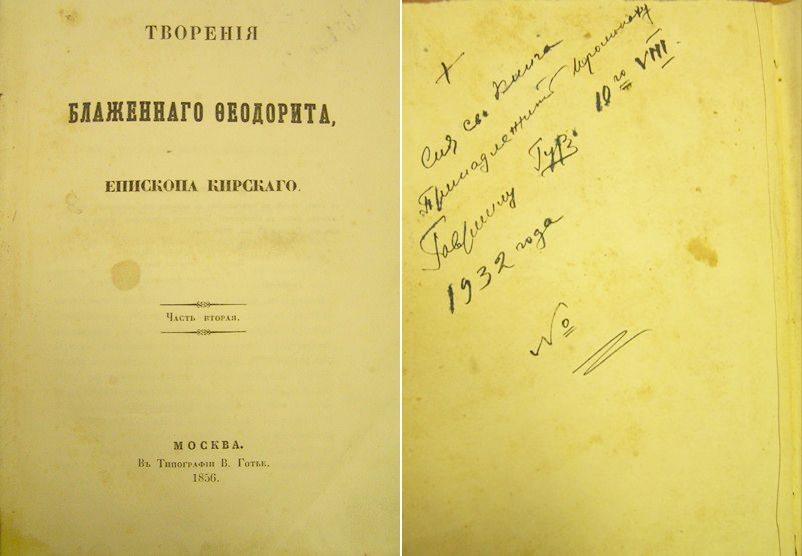 ТВОРЕНІЯ
БЛАЖЕННАГО ѲЕОДОРИТА,
ЕПИСКОПА КИРСКАГО.
Часть вторая.
МОСКВА.
Въ Типографіи В. Готье.
1856.
+
Сия св. Книга
принадлежитъ Иеромонаху
Гавриилу 10го VIII
1932 года
No